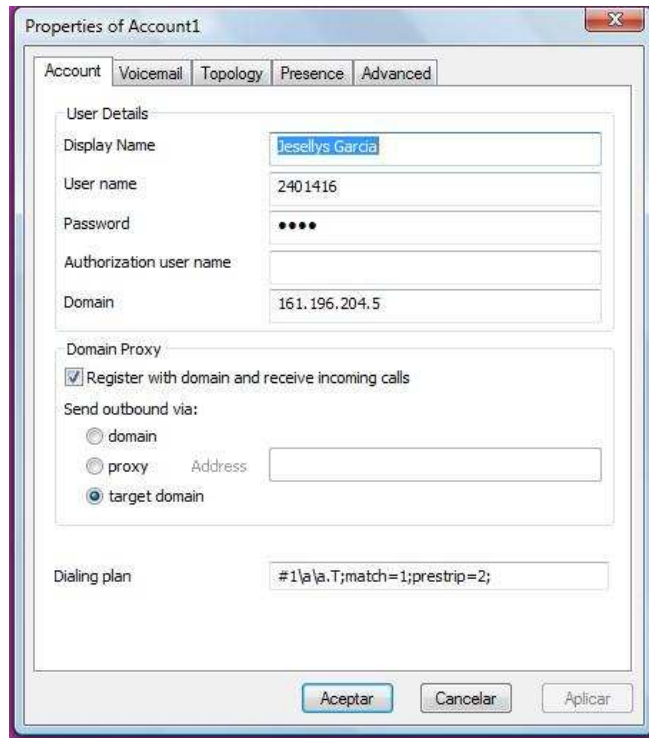 Properties of Account1
Account Voicemail Topology Presence Advanced
User Details
Display Name Jesellys Garcia
User name 2401416
Password ••••
Authorization user name
Domain 161.196.204.5
Domain Proxy
Register with domain and receive incoming calls
Send outbound via:
domain
proxy Address
target domain
Dialing plan #1\a\a.T;match=1;prestrip=2;
Aceptar Cancelar Aplicar